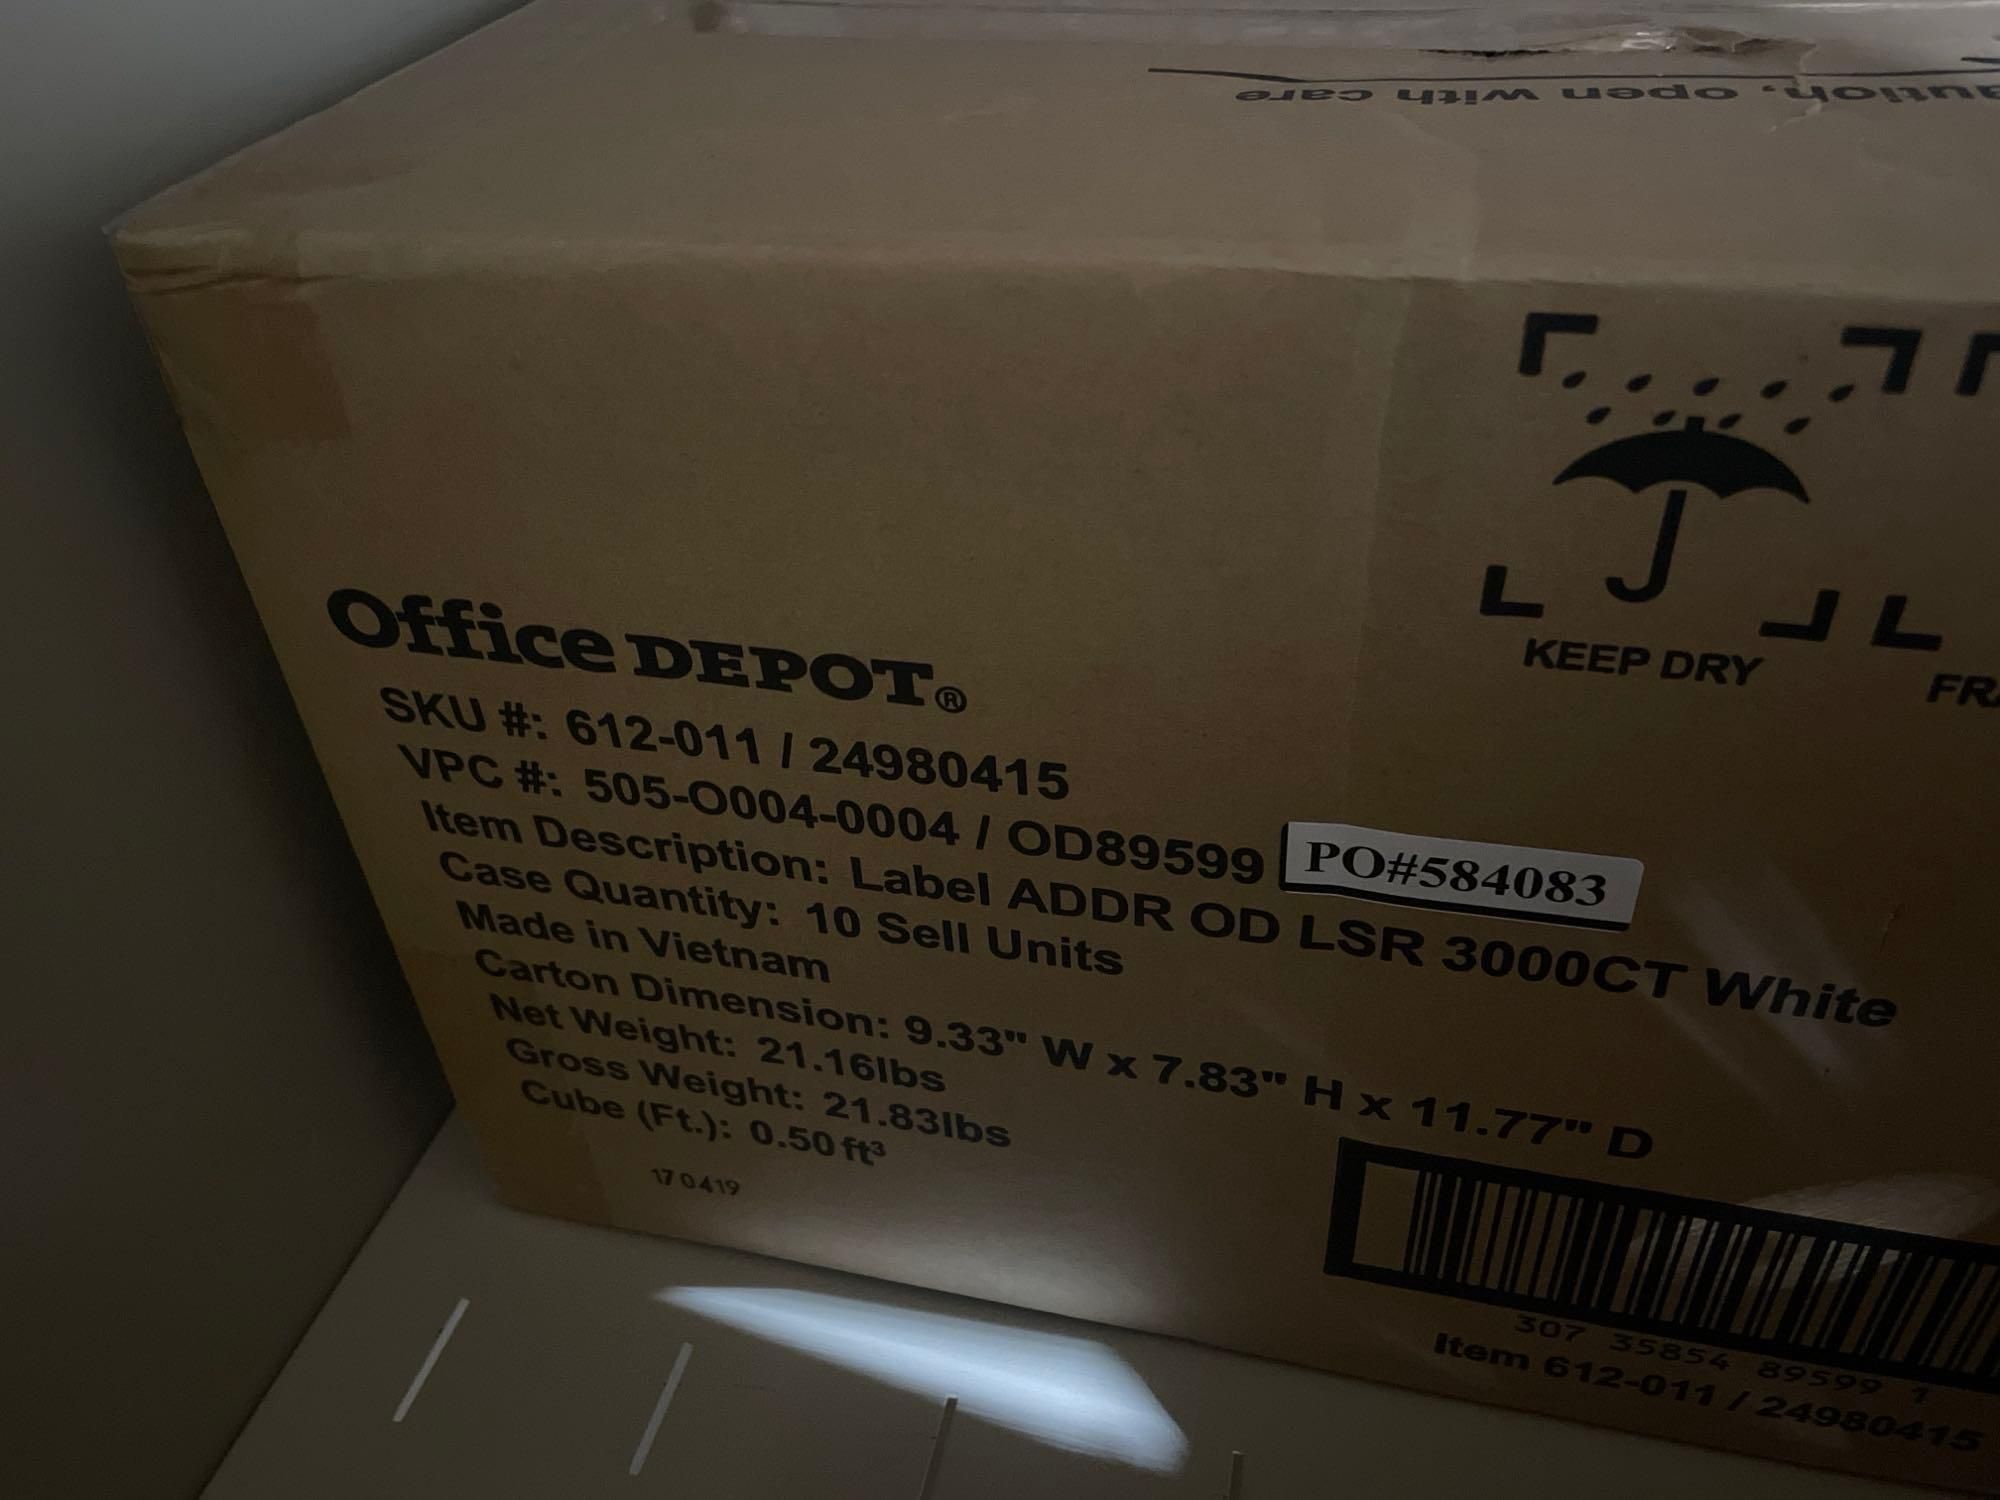 aution, open with care
KEEP DRY
FRA
Office DEPOT®
SKU #: 612-011 / 24980415
VPC #: 505-O004-0004 / OD89599
PO#584083
Item Description: Label ADDR OD LSR 3000CT White
Case Quantity: 10 Sell Units
Made in Vietnam
Carton Dimension: 9.33" W x 7.83" H x 11.77" D
Net Weight: 21.16lbs
Gross Weight: 21.83lbs
Cube (Ft.): 0.50 ft³
170419
307 35854 89599 1
Item 612-011 / 24980415